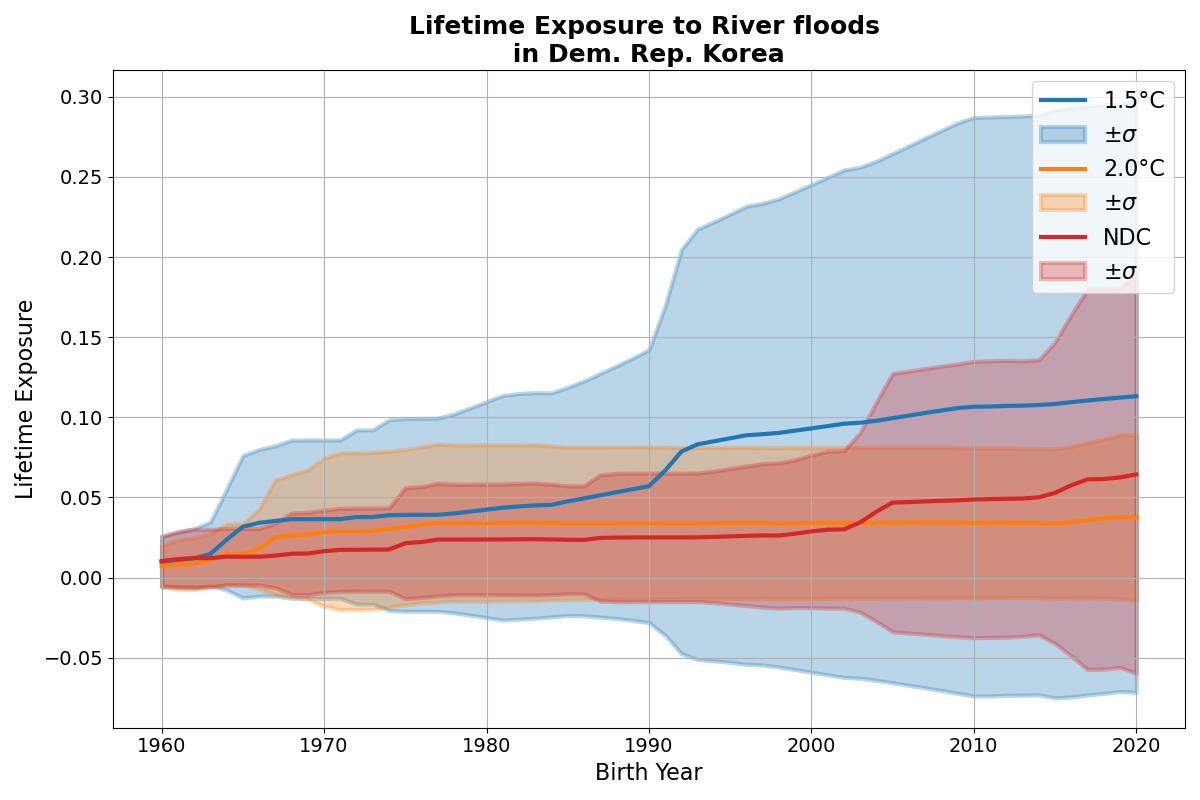 Lifetime Exposure to River floods
in Dem. Rep. Korea
Lifetime Exposure
0.30
0.25
0.20
0.15
0.10
0.05
0.00
−0.05
1.5°C
±σ
2.0°C
±σ
NDC
±σ
1960
1970
1980
1990
2000
2010
2020
Birth Year